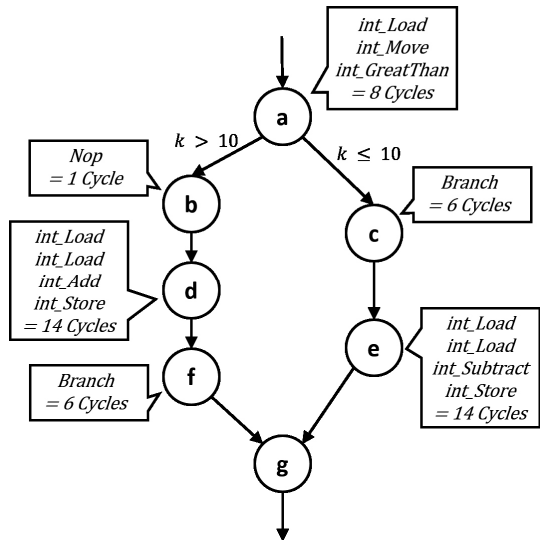 int_Load
int_Move
int_GreatThan
= 8 Cycles
a
k > 10
k ≤ 10
Nop
= 1 Cycle
b
Branch
= 6 Cycles
c
int_Load
int_Load
int_Add
int_Store
= 14 Cycles
d
int_Load
int_Load
int_Subtract
int_Store
= 14 Cycles
e
Branch
= 6 Cycles
f
g